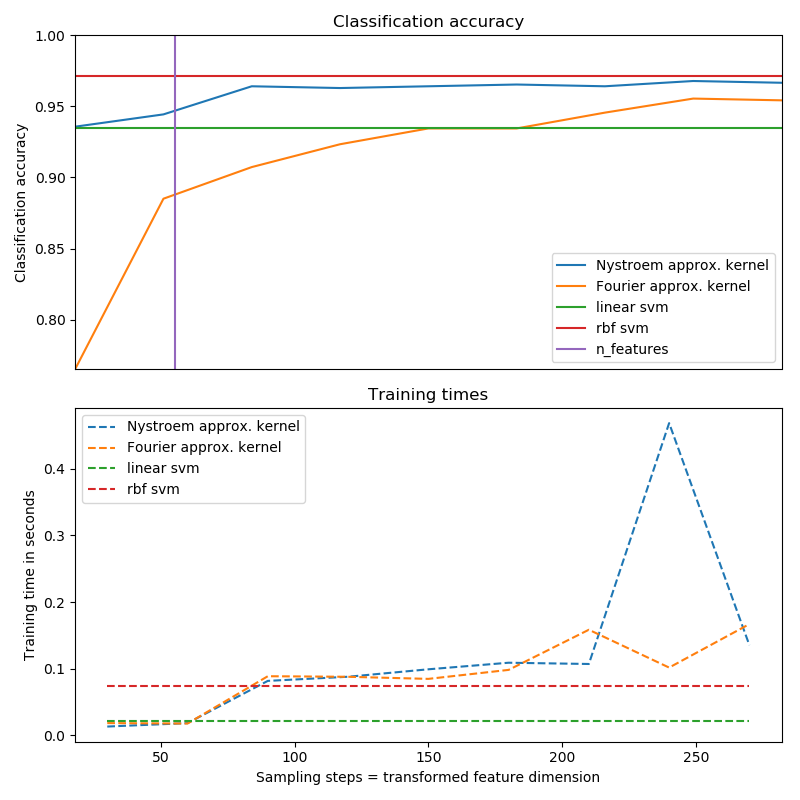 Classification accuracy
1.00
0.95
0.90
0.85
0.80
Classification accuracy
Nystroem approx. kernel
Fourier approx. kernel
linear svm
rbf svm
n_features
Training times
Nystroem approx. kernel
Fourier approx. kernel
linear svm
rbf svm
0.4
0.3
0.2
0.1
0.0
Training time in seconds
50 100 150 200 250
Sampling steps = transformed feature dimension